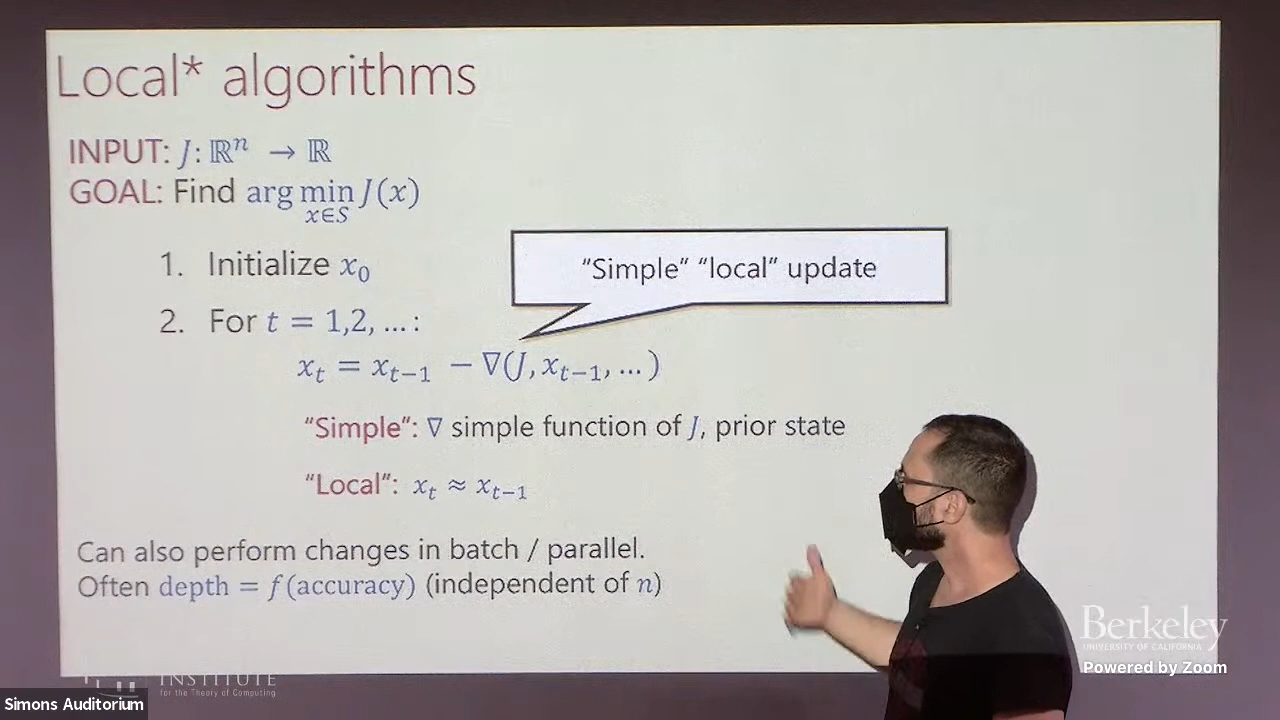 Local* algorithms
INPUT: J: ℝⁿ → ℝ
GOAL: Find arg min J(x)
x∈S
1. Initialize x₀
"Simple" "local" update
2. For t = 1,2, … :
xₜ = xₜ₋₁ − ∇(J, xₜ₋₁, … )
"Simple": ∇ simple function of J, prior state
"Local": xₜ ≈ xₜ₋₁
Can also perform changes in batch / parallel.
Often depth = f(accuracy) (independent of n)
Berkeley
UNIVERSITY OF CALIFORNIA
Powered by Zoom
INSTITUTE
for the Theory of Computing
Simons Auditorium